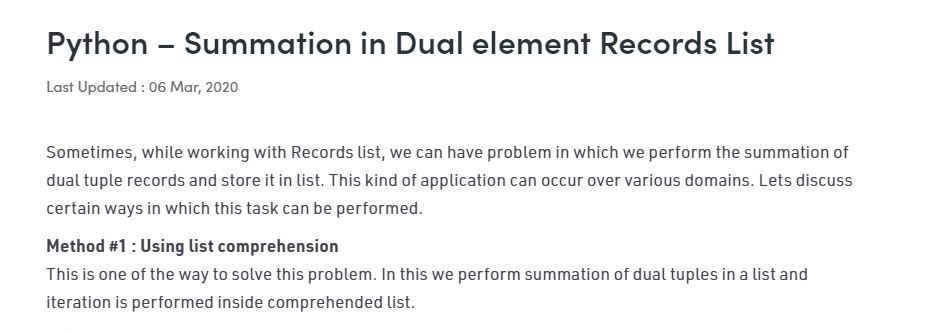 Python – Summation in Dual element Records List
Last Updated : 06 Mar, 2020
Sometimes, while working with Records list, we can have problem in which we perform the summation of
dual tuple records and store it in list. This kind of application can occur over various domains. Lets discuss
certain ways in which this task can be performed.
Method #1 : Using list comprehension
This is one of the way to solve this problem. In this we perform summation of dual tuples in a list and
iteration is performed inside comprehended list.